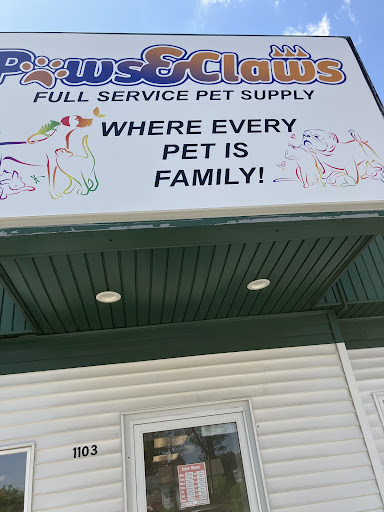 Paws&Claws
FULL SERVICE PET SUPPLY
WHERE EVERY
PET IS
FAMILY!
1103